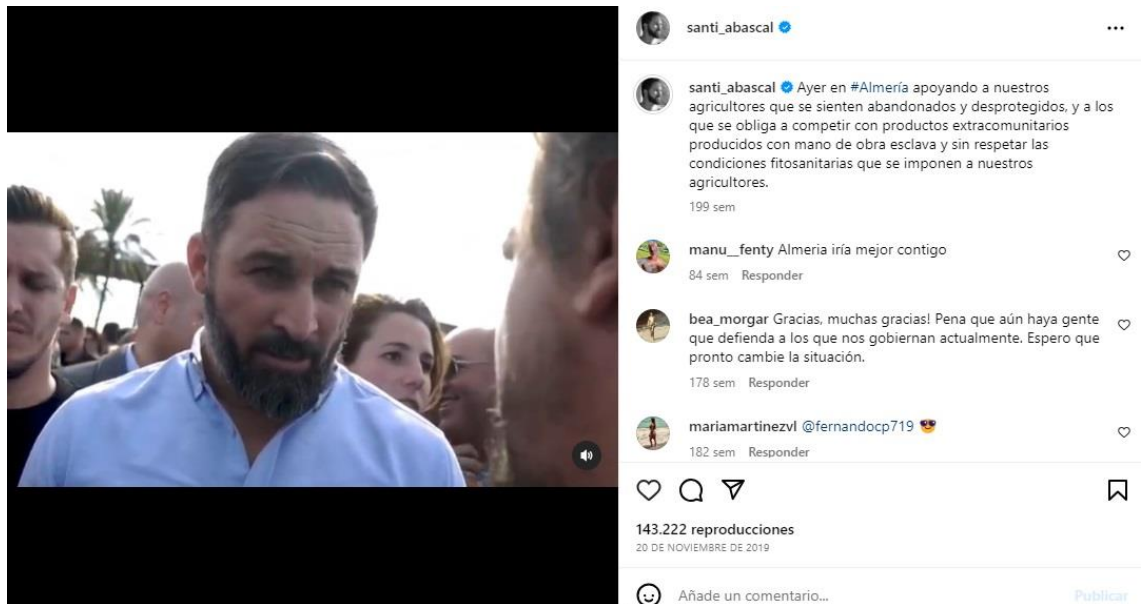 santi_abascal
santi_abascal Ayer en #Almería apoyando a nuestros
agricultores que se sienten abandonados y desprotegidos, y a los
que se obliga a competir con productos extracomunitarios
producidos con mano de obra esclava y sin respetar las
condiciones fitosanitarias que se imponen a nuestros
agricultores.
199 sem
manu__fenty Almeria iría mejor contigo
84 sem Responder
bea_morgar Gracias, muchas gracias! Pena que aún haya gente
que defienda a los que nos gobiernan actualmente. Espero que
pronto cambie la situación.
178 sem Responder
mariamartinezvl @fernandocp719 😎
182 sem Responder
143.222 reproducciones
20 DE NOVIEMBRE DE 2019
Añade un comentario... Publicar